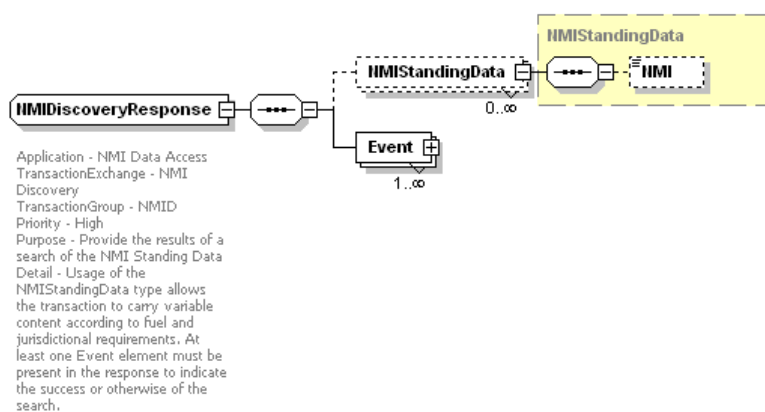 NMIStandingData
NMIStandingData
NMI
0..∞
NMIDiscoveryResponse
Event
1..∞
Application - NMI Data Access
TransactionExchange - NMI
Discovery
TransactionGroup - NMID
Priority - High
Purpose - Provide the results of a
search of the NMI Standing Data
Detail - Usage of the
NMIStandingData type allows
the transaction to carry variable
content according to fuel and
jurisdictional requirements. At
least one Event element must be
present in the response to indicate
the success or otherwise of the
search.